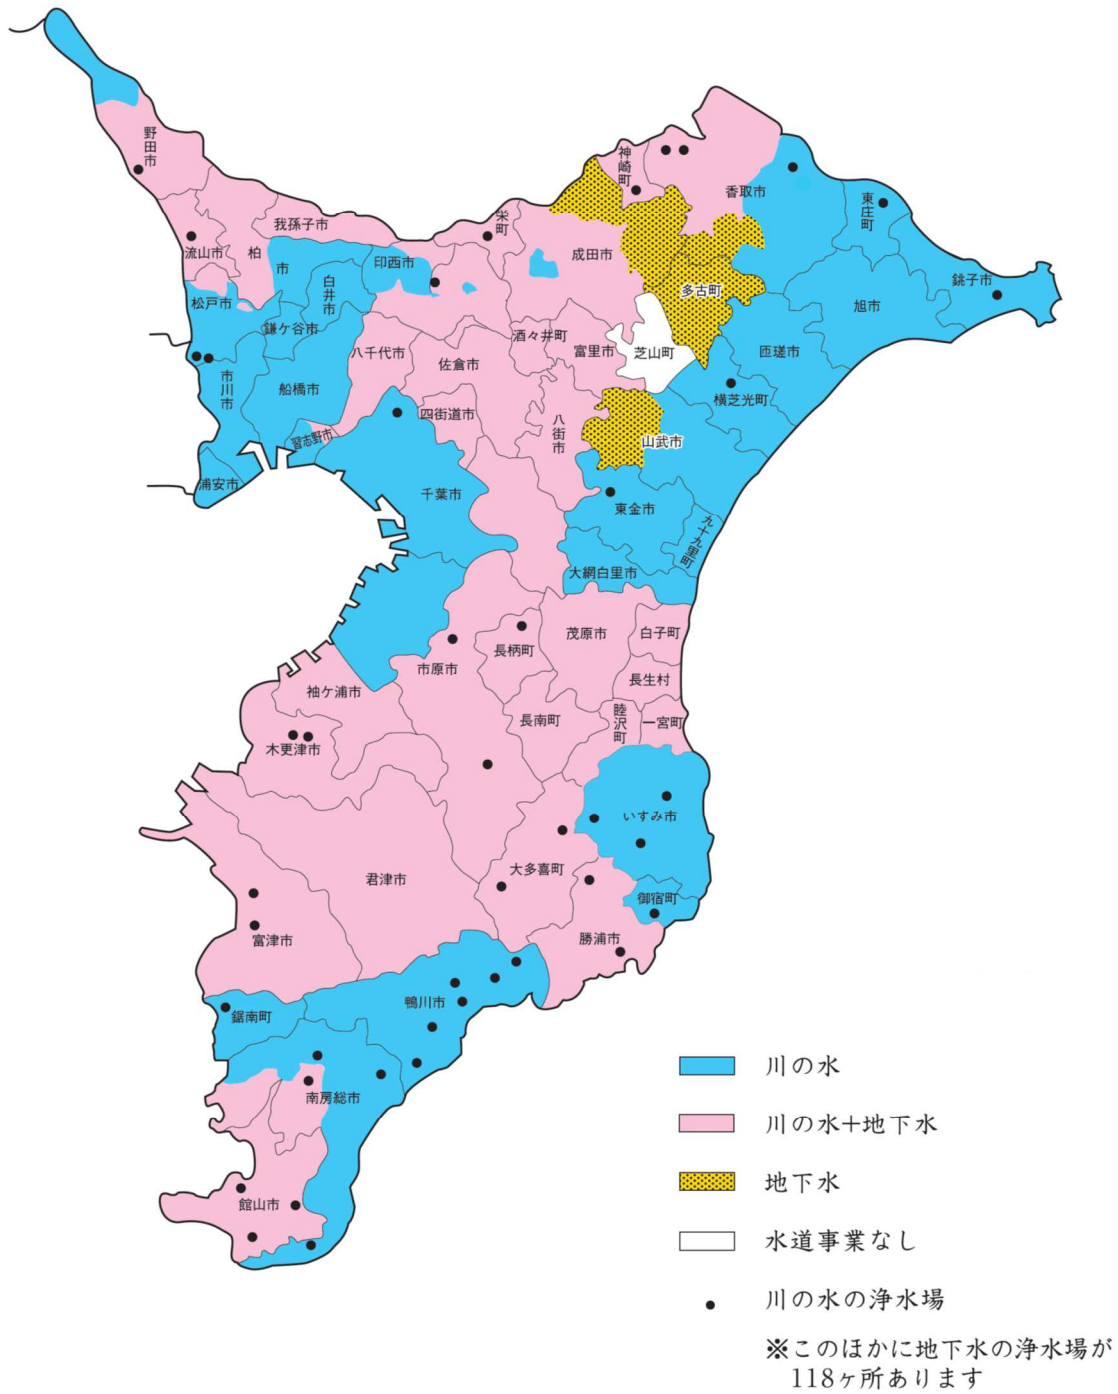 野田市
流山市
柏
市
我孫子市
松戸市
鎌ケ谷市
白井市
印西市
栄町
成田市
神崎町
香取市
東庄町
銚子市
旭市
匝瑳市
多古町
横芝光町
芝山町
山武市
酒々井町
富里市
八街市
佐倉市
四街道市
八千代市
船橋市
市川市
浦安市
習志野市
千葉市
東金市
九十九里町
大網白里市
茂原市
白子町
長生村
一宮町
睦沢町
長柄町
長南町
市原市
袖ケ浦市
木更津市
君津市
富津市
大多喜町
いすみ市
御宿町
勝浦市
鴨川市
鋸南町
南房総市
館山市
川の水
川の水+地下水
地下水
水道事業なし
川の水の浄水場
※このほかに地下水の浄水場が
118ヶ所あります